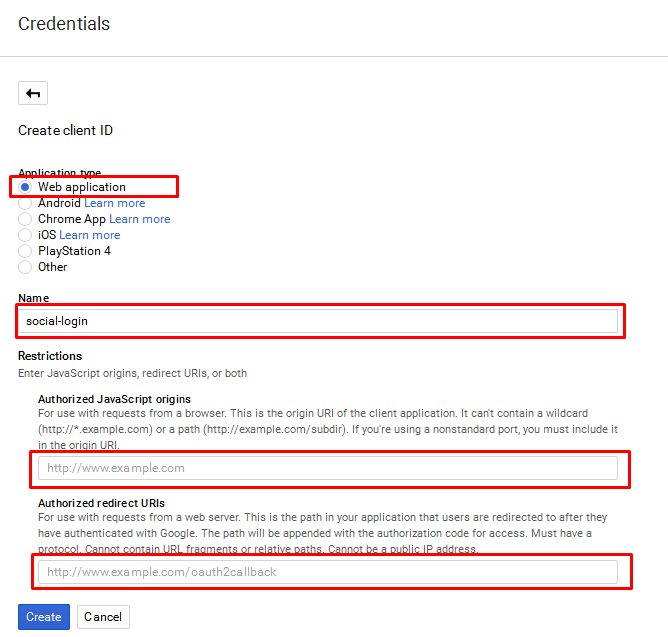 Credentials
Create client ID
Application type
Web application
Android Learn more
Chrome App Learn more
iOS Learn more
PlayStation 4
Other
Name
social-login
Restrictions
Enter JavaScript origins, redirect URIs, or both
Authorized JavaScript origins
For use with requests from a browser. This is the origin URI of the client application. It can't contain a wildcard
(http://*.example.com) or a path (http://example.com/subdir). If you're using a nonstandard port, you must include it
in the origin URI.
http://www.example.com
Authorized redirect URIs
For use with requests from a web server. This is the path in your application that users are redirected to after they
have authenticated with Google. The path will be appended with the authorization code for access. Must have a
protocol. Cannot contain URL fragments or relative paths. Cannot be a public IP address.
http://www.example.com/oauth2callback
Create Cancel